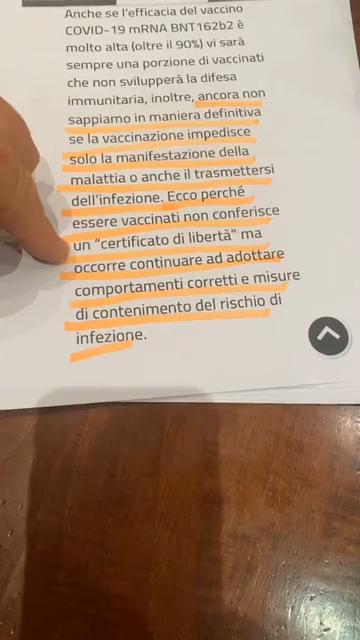 Anche se l'efficacia del vaccino
COVID-19 mRNA BNT162b2 è
molto alta (oltre il 90%) vi sarà
sempre una porzione di vaccinati
che non svilupperà la difesa
immunitaria, inoltre, ancora non
sappiamo in maniera definitiva
se la vaccinazione impedisce
solo la manifestazione della
malattia o anche il trasmettersi
dell'infezione. Ecco perché
essere vaccinati non conferisce
un "certificato di libertà" ma
occorre continuare ad adottare
comportamenti corretti e misure
di contenimento del rischio di
infezione.